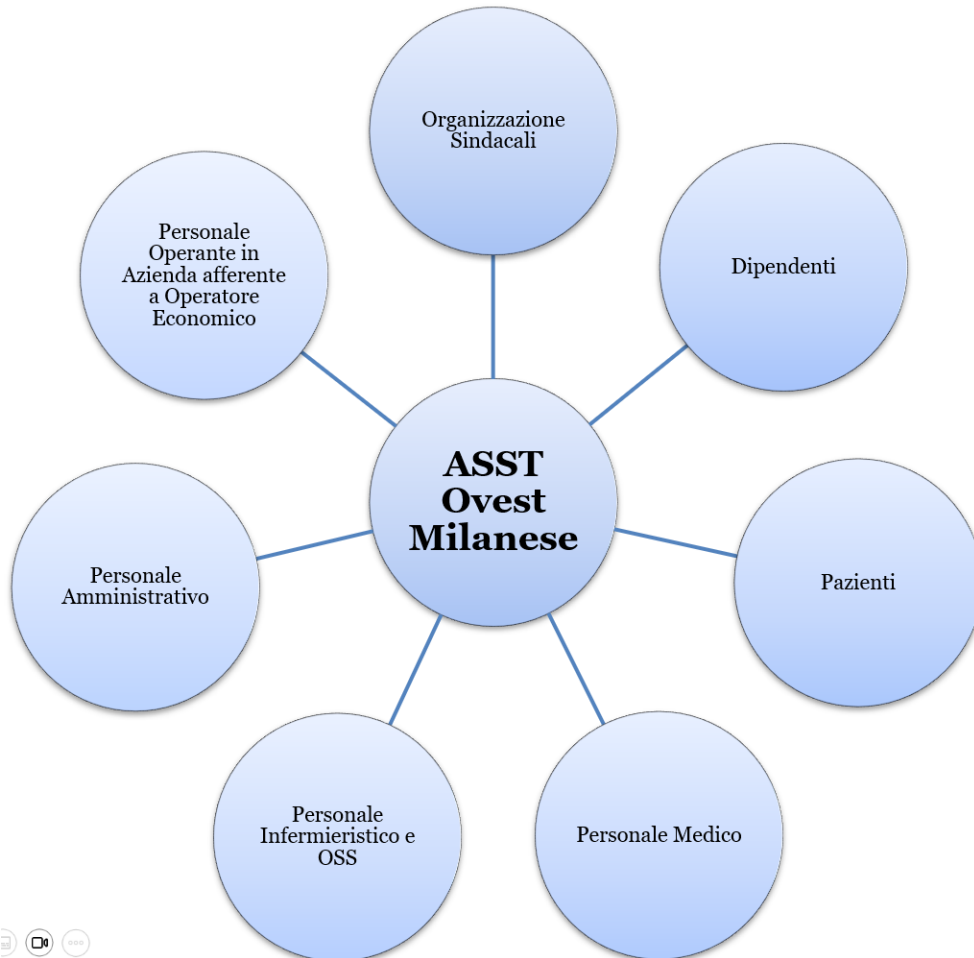 Organizzazione
Sindacali
Dipendenti
Personale
Operante in
Azienda afferente
a Operatore
Economico
ASST
Ovest
Milanese
Pazienti
Personale
Amministrativo
Personale
Infermieristico e
OSS
Personale Medico